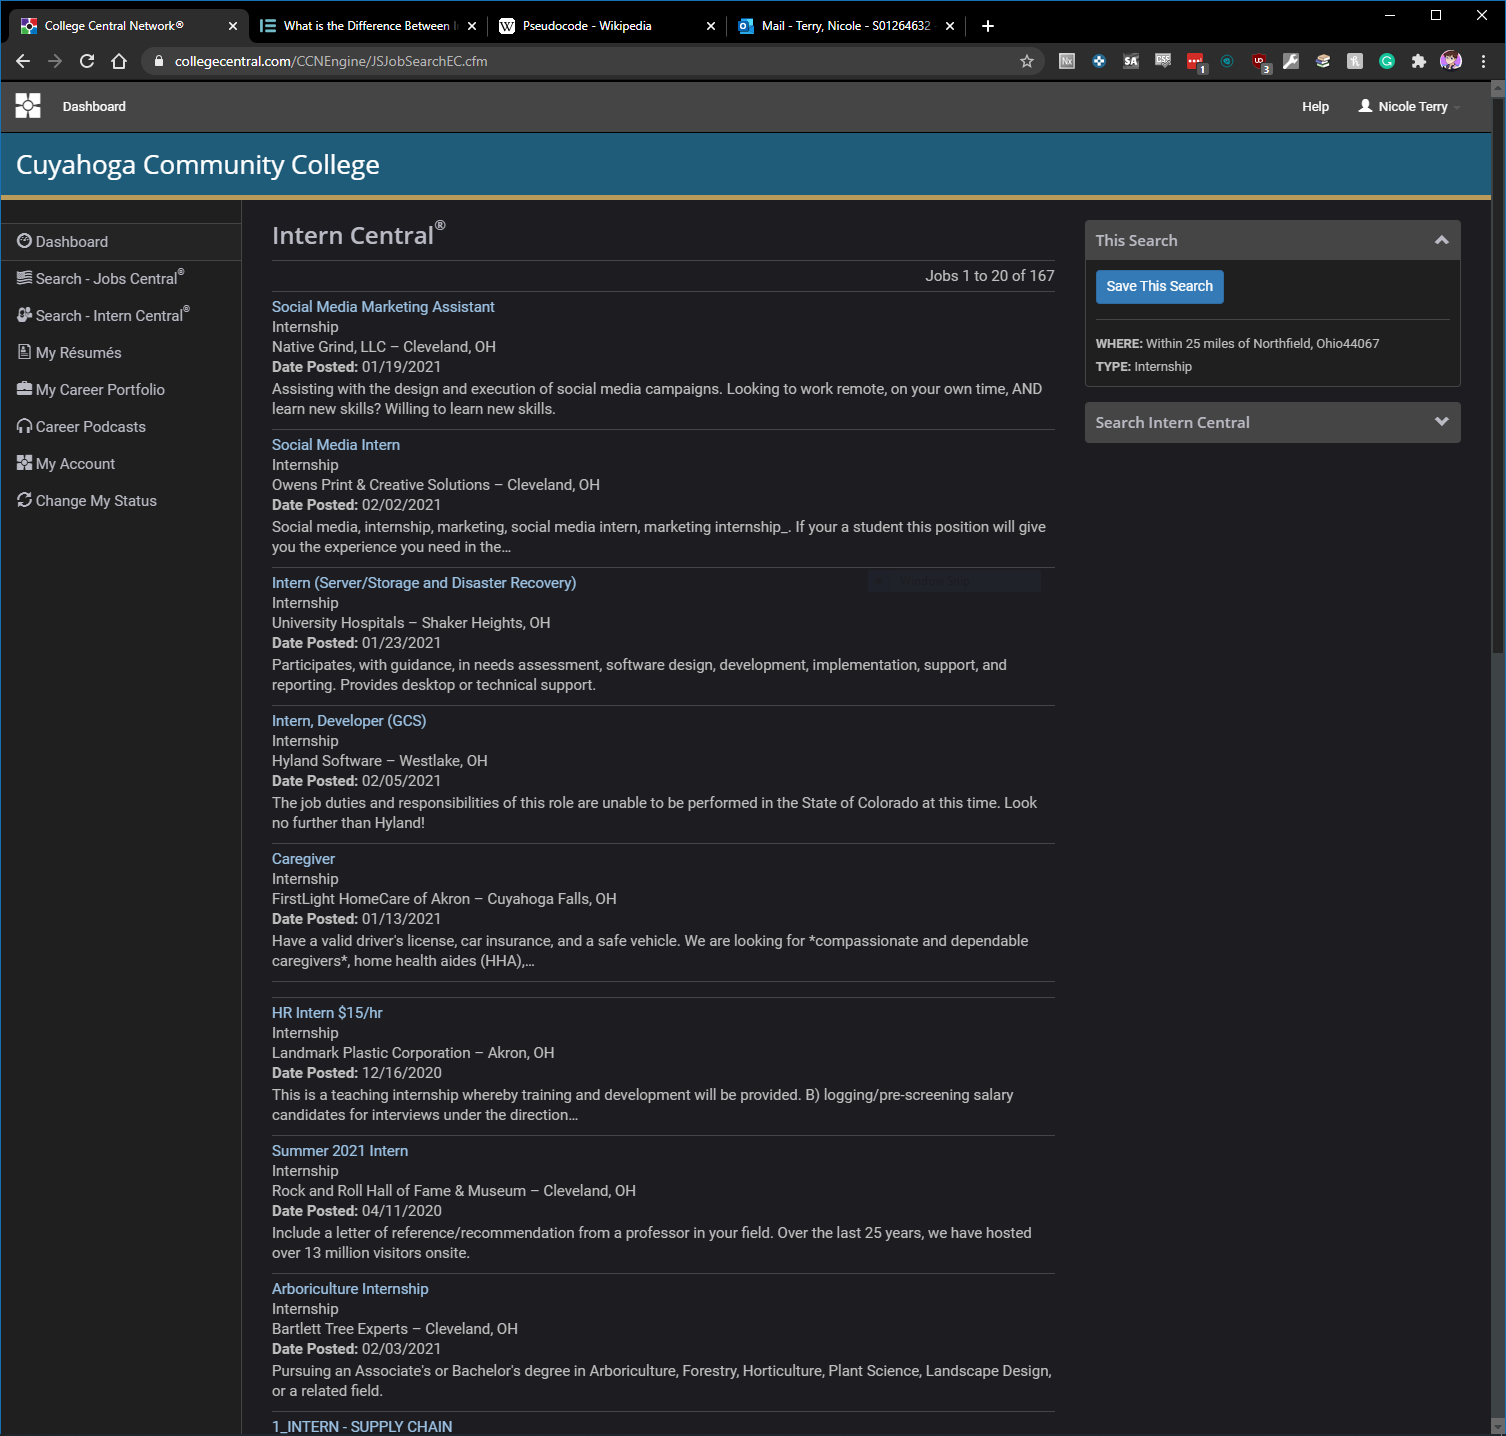 College Central Network®
What is the Difference Between I
Pseudocode - Wikipedia
Mail - Terry, Nicole - S01264632
collegecentral.com/CCNEngine/JSJobSearchEC.cfm
Dashboard
Help
Nicole Terry
Cuyahoga Community College
Dashboard
Search - Jobs Central®
Search - Intern Central®
My Résumés
My Career Portfolio
Career Podcasts
My Account
Change My Status
Intern Central®
Jobs 1 to 20 of 167
Social Media Marketing Assistant
Internship
Native Grind, LLC – Cleveland, OH
Date Posted: 01/19/2021
Assisting with the design and execution of social media campaigns. Looking to work remote, on your own time, AND
learn new skills? Willing to learn new skills.
Social Media Intern
Internship
Owens Print & Creative Solutions – Cleveland, OH
Date Posted: 02/02/2021
Social media, internship, marketing, social media intern, marketing internship_. If your a student this position will give
you the experience you need in the…
Intern (Server/Storage and Disaster Recovery)
Internship
University Hospitals – Shaker Heights, OH
Date Posted: 01/23/2021
Participates, with guidance, in needs assessment, software design, development, implementation, support, and
reporting. Provides desktop or technical support.
Intern, Developer (GCS)
Internship
Hyland Software – Westlake, OH
Date Posted: 02/05/2021
The job duties and responsibilities of this role are unable to be performed in the State of Colorado at this time. Look
no further than Hyland!
Caregiver
Internship
FirstLight HomeCare of Akron – Cuyahoga Falls, OH
Date Posted: 01/13/2021
Have a valid driver's license, car insurance, and a safe vehicle. We are looking for *compassionate and dependable
caregivers*, home health aides (HHA),…
HR Intern $15/hr
Internship
Landmark Plastic Corporation – Akron, OH
Date Posted: 12/16/2020
This is a teaching internship whereby training and development will be provided. B) logging/pre-screening salary
candidates for interviews under the direction…
Summer 2021 Intern
Internship
Rock and Roll Hall of Fame & Museum – Cleveland, OH
Date Posted: 04/11/2020
Include a letter of reference/recommendation from a professor in your field. Over the last 25 years, we have hosted
over 13 million visitors onsite.
Arboriculture Internship
Internship
Bartlett Tree Experts – Cleveland, OH
Date Posted: 02/03/2021
Pursuing an Associate's or Bachelor's degree in Arboriculture, Forestry, Horticulture, Plant Science, Landscape Design,
or a related field.
1_INTERN - SUPPLY CHAIN
This Search
Save This Search
WHERE: Within 25 miles of Northfield, Ohio44067
TYPE: Internship
Search Intern Central